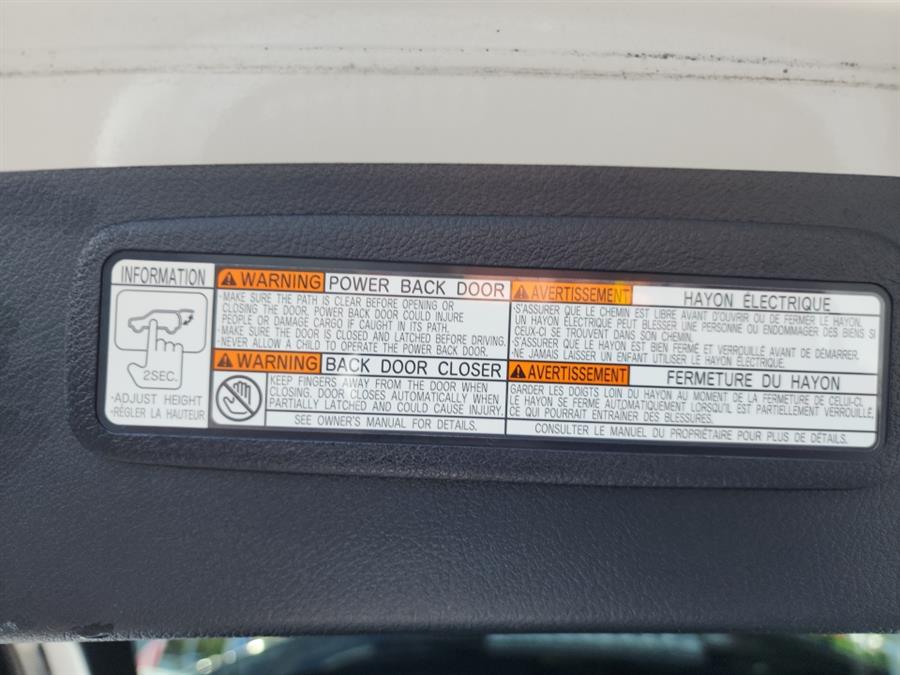 INFORMATION
2SEC.
·ADJUST HEIGHT
·RÉGLER LA HAUTEUR
WARNING POWER BACK DOOR
·MAKE SURE THE PATH IS CLEAR BEFORE OPENING OR
CLOSING THE DOOR. POWER BACK DOOR COULD INJURE
PEOPLE OR DAMAGE CARGO IF CAUGHT IN ITS PATH.
·MAKE SURE THE DOOR IS CLOSED AND LATCHED BEFORE DRIVING.
·NEVER ALLOW A CHILD TO OPERATE THE POWER BACK DOOR.
WARNING BACK DOOR CLOSER
KEEP FINGERS AWAY FROM THE DOOR WHEN
CLOSING. DOOR CLOSES AUTOMATICALLY WHEN
PARTIALLY LATCHED AND COULD CAUSE INJURY.
SEE OWNER'S MANUAL FOR DETAILS.
AVERTISSEMENT HAYON ÉLECTRIQUE
·S'ASSURER QUE LE CHEMIN EST LIBRE AVANT D'OUVRIR OU DE FERMER LE HAYON.
UN HAYON ÉLECTRIQUE PEUT BLESSER UNE PERSONNE OU ENDOMMAGER DES BIENS SI
CEUX-CI SE TROUVENT DANS SON CHEMIN.
·S'ASSURER QUE LE HAYON EST BIEN FERMÉ ET VERROUILLÉ AVANT DE DÉMARRER.
·NE JAMAIS LAISSER UN ENFANT UTILISER LE HAYON ÉLECTRIQUE.
AVERTISSEMENT FERMETURE DU HAYON
GARDER LES DOIGTS LOIN DU HAYON AU MOMENT DE LA FERMETURE DE CELUI-CI.
LE HAYON SE FERME AUTOMATIQUEMENT LORSQU'IL EST PARTIELLEMENT VERROUILLÉ,
CE QUI POURRAIT ENTRAINER DES BLESSURES.
CONSULTER LE MANUEL DU PROPRIÉTAIRE POUR PLUS DE DÉTAILS.